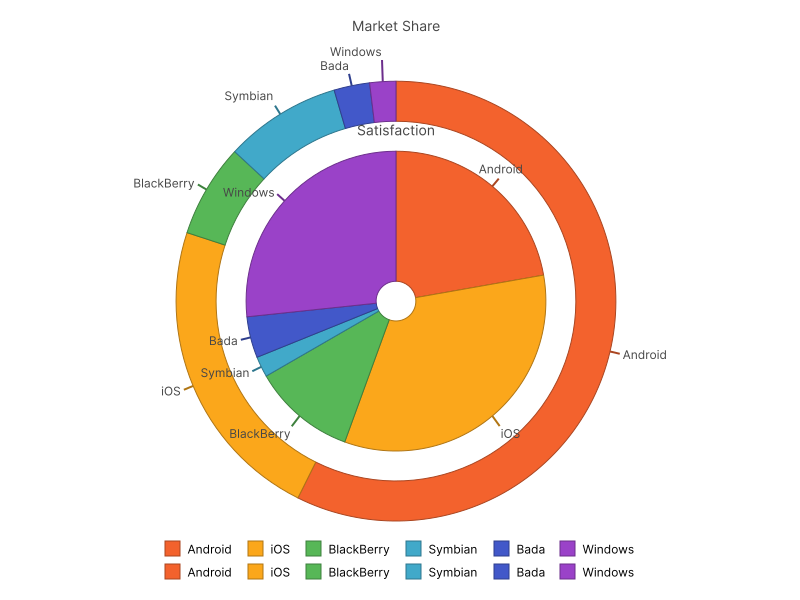 Market Share
Windows
Bada
Symbian
Satisfaction
Android
BlackBerry
Windows
Bada
Android
Symbian
iOS
BlackBerry
iOS
Android iOS BlackBerry Symbian Bada Windows
Android iOS BlackBerry Symbian Bada Windows